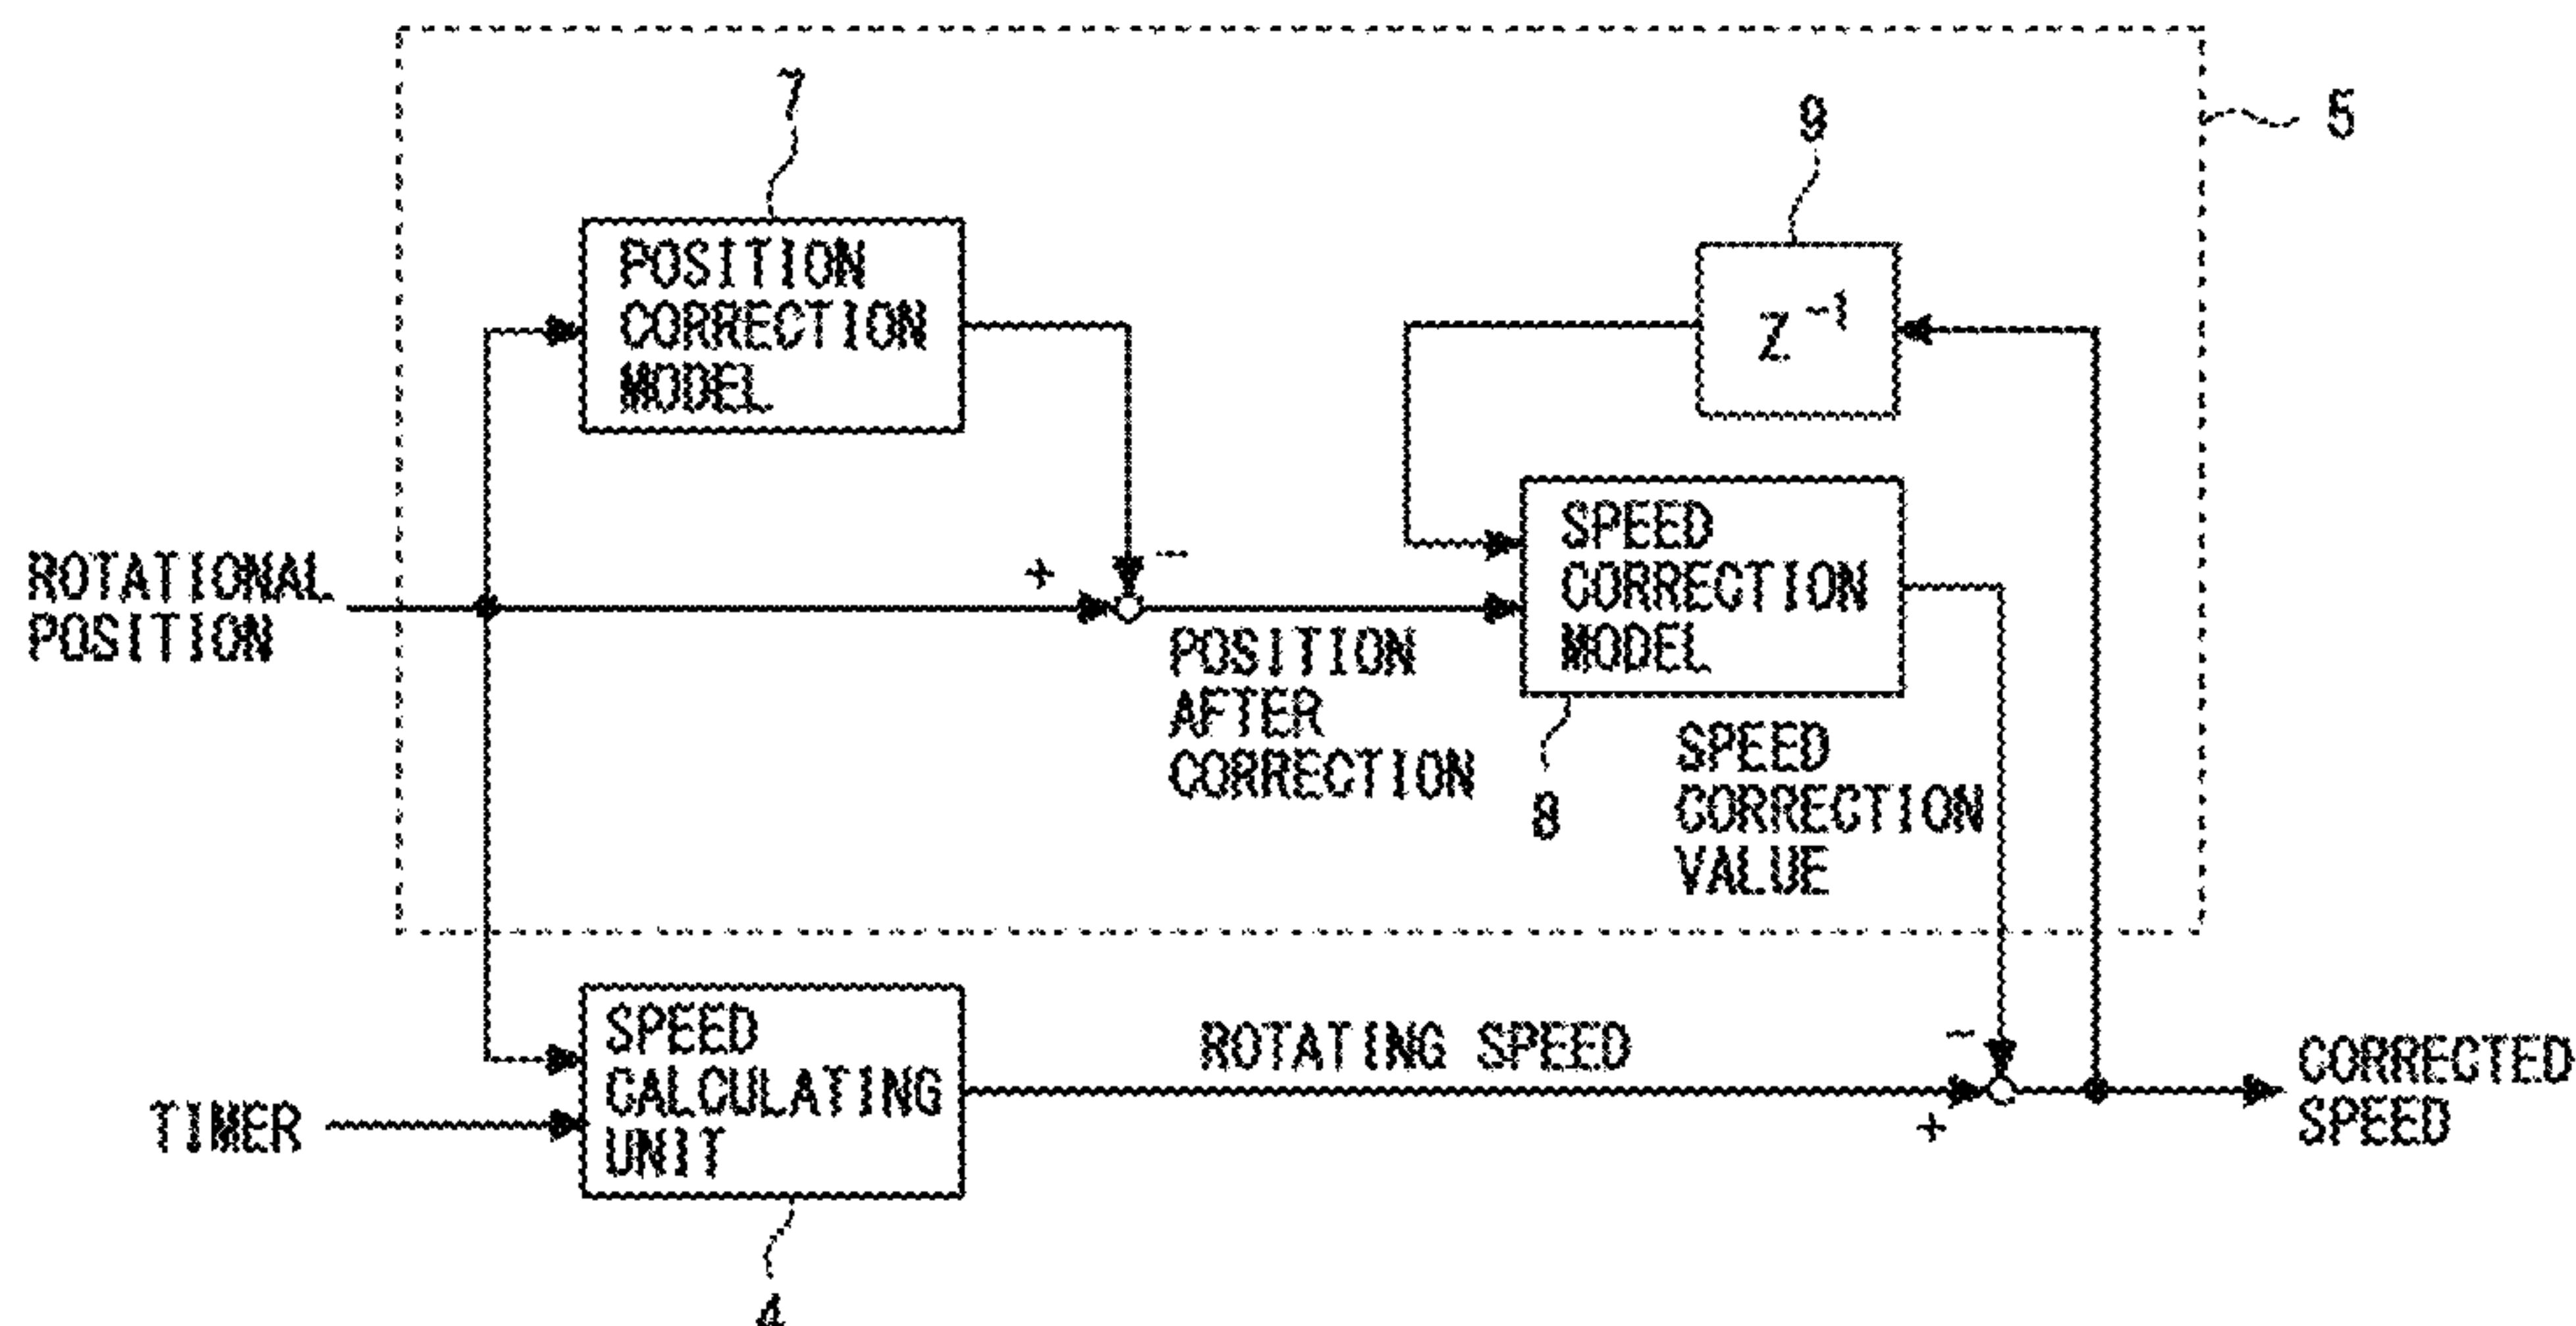 7
9
5
POSITION
CORRECTION
MODEL
Z⁻¹
ROTATIONAL
POSITION
+
−
SPEED
CORRECTION
MODEL
POSITION
AFTER
CORRECTION
8
SPEED
CORRECTION
VALUE
TIMER
SPEED
CALCULATING
UNIT
4
ROTATING SPEED
−
+
CORRECTED
SPEED